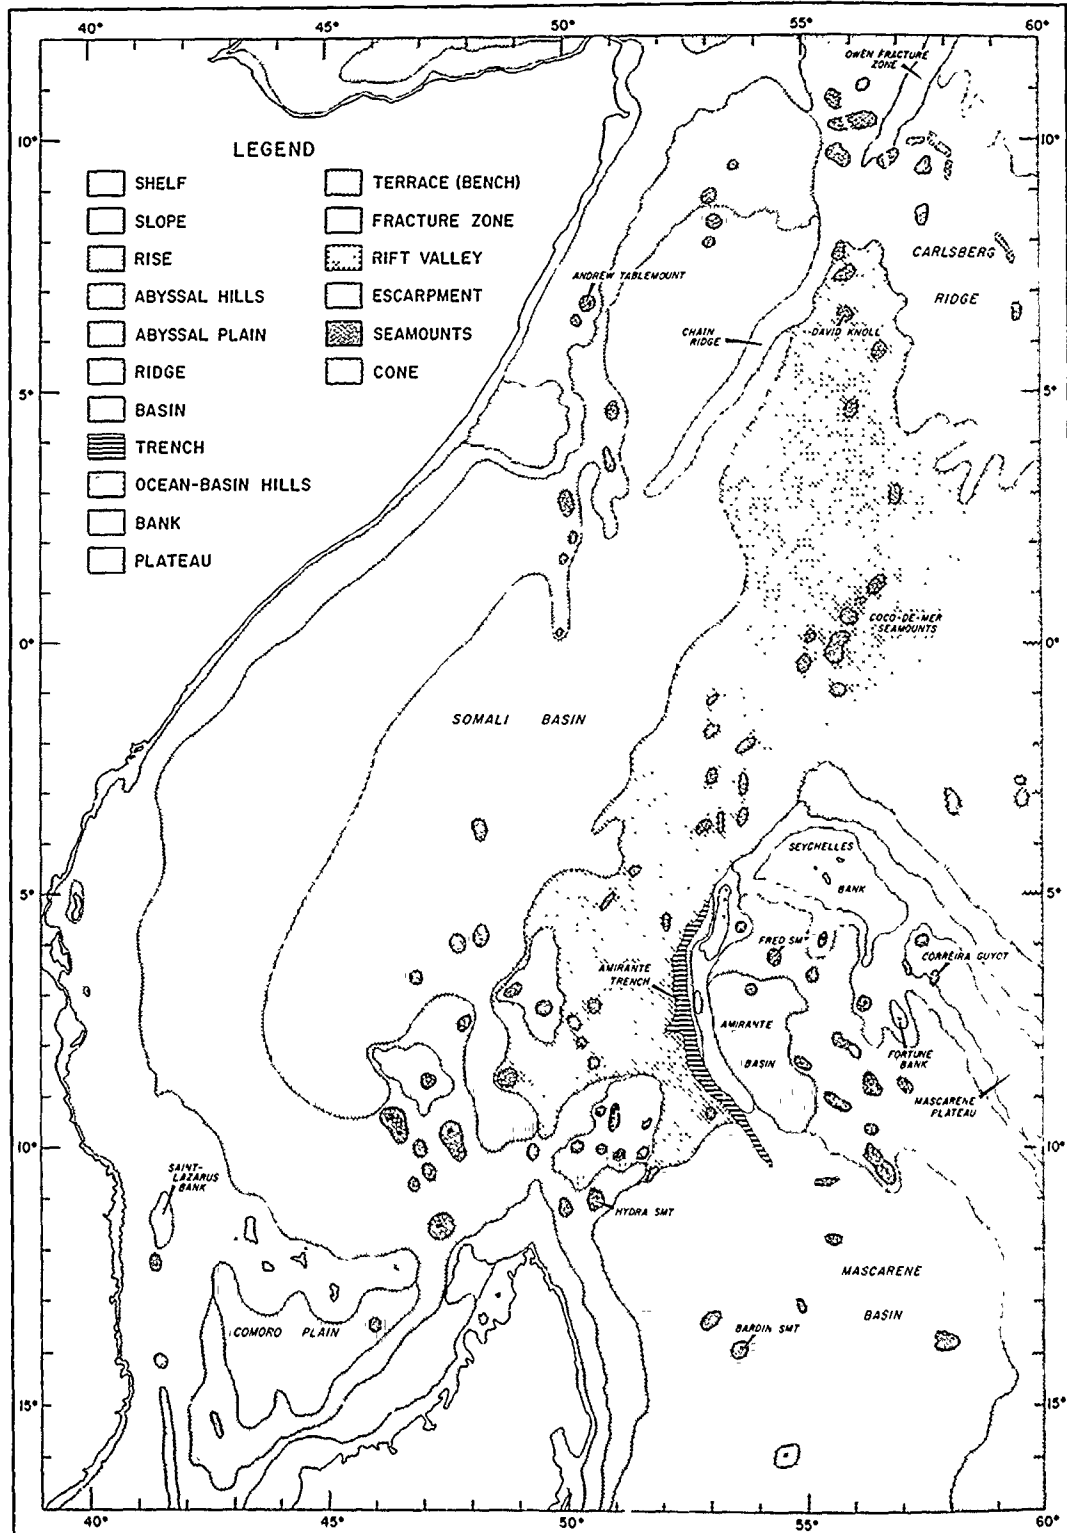 40° 45° 50° 55° 60°
OWEN FRACTURE
ZONE
10° 10°
LEGEND
SHELF
SLOPE
RISE
ABYSSAL HILLS
ABYSSAL PLAIN
RIDGE
BASIN
TRENCH
OCEAN-BASIN HILLS
BANK
PLATEAU
TERRACE (BENCH)
FRACTURE ZONE
RIFT VALLEY
ESCARPMENT
SEAMOUNTS
CONE
CARLSBERG
RIDGE
ANDREW TABLEMOUNT
CHAIN
RIDGE
DAVID KNOLL
5° 5°
COCO-DE-MER
SEAMOUNTS
0° 0°
SOMALI BASIN
SEYCHELLES
BANK
5° 5°
FRED SMT
CORREIRA GUYOT
AMIRANTE
TRENCH
AMIRANTE
BASIN
FORTUNE
BANK
MASCARENE
PLATEAU
10° 10°
SAINT-
LAZARUS
BANK
HYDRA SMT
MASCARENE
BASIN
COMORO PLAIN
BARDIN SMT
15° 15°
40° 45° 50° 55° 60°